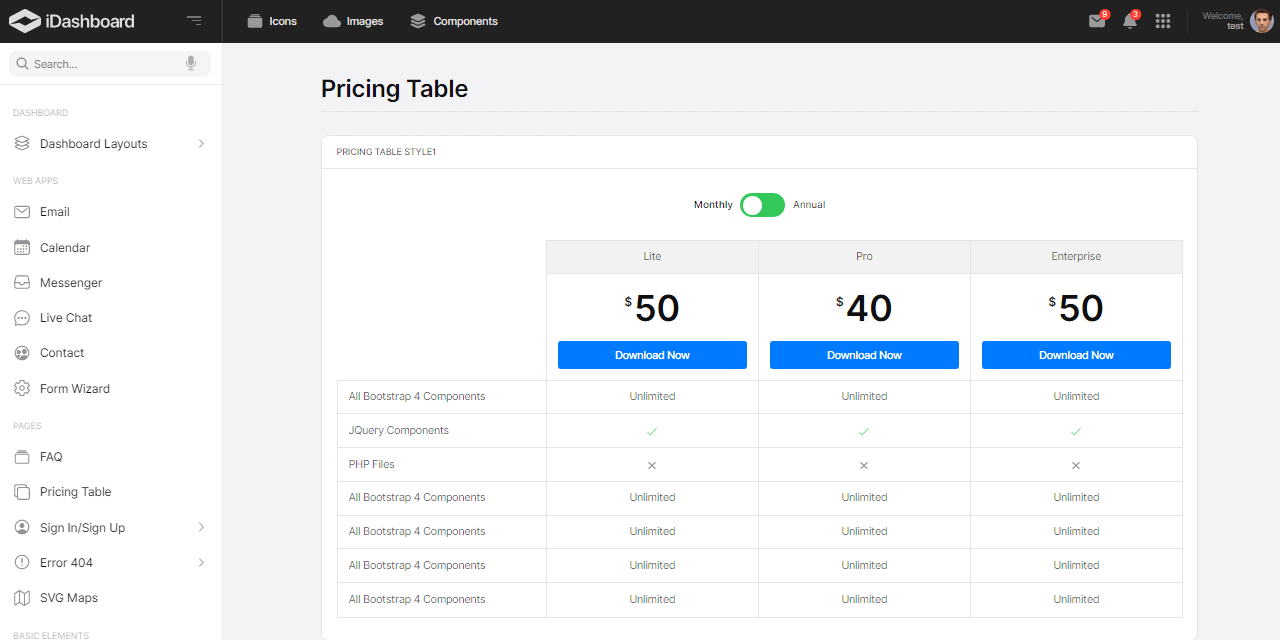 iDashboard
Icons
Images
Components
9
3
Welcome,
test
Search...
DASHBOARD
Dashboard Layouts
WEB APPS
Email
Calendar
Messenger
Live Chat
Contact
Form Wizard
PAGES
FAQ
Pricing Table
Sign In/Sign Up
Error 404
SVG Maps
BASIC ELEMENTS
Pricing Table
PRICING TABLE STYLE1
Monthly Annual
Lite Pro Enterprise
$50 $40 $50
Download Now Download Now Download Now
All Bootstrap 4 Components Unlimited Unlimited Unlimited
JQuery Components
PHP Files
All Bootstrap 4 Components Unlimited Unlimited Unlimited
All Bootstrap 4 Components Unlimited Unlimited Unlimited
All Bootstrap 4 Components Unlimited Unlimited Unlimited
All Bootstrap 4 Components Unlimited Unlimited Unlimited